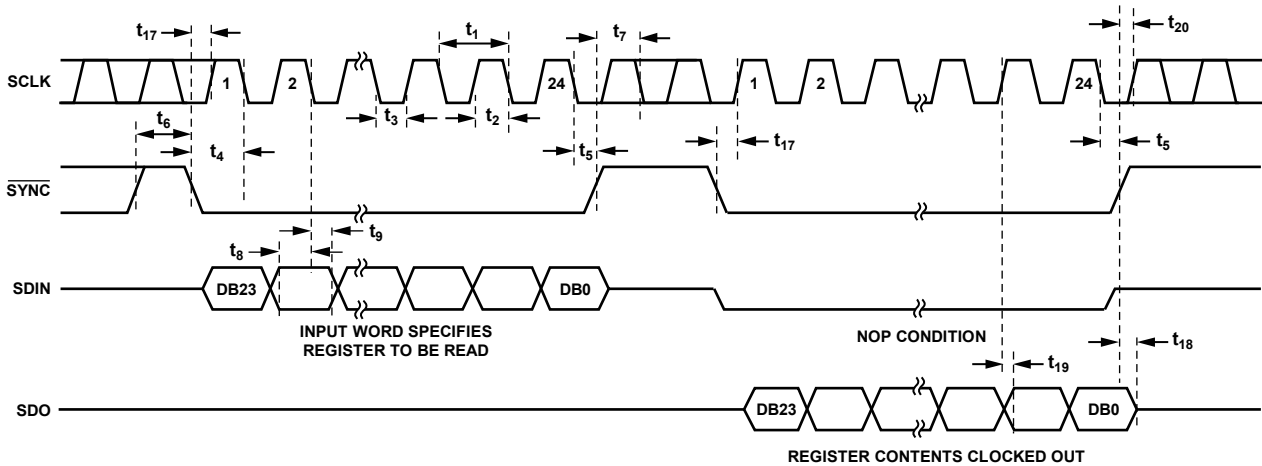 t17
t1
t7
t20
SCLK
1
2
24
1
2
24
t3
t2
t6
t4
t5
t17
t5
SYNC
t9
t8
SDIN
DB23
DB0
INPUT WORD SPECIFIES
REGISTER TO BE READ
NOP CONDITION
t18
t19
SDO
DB23
DB0
REGISTER CONTENTS CLOCKED OUT